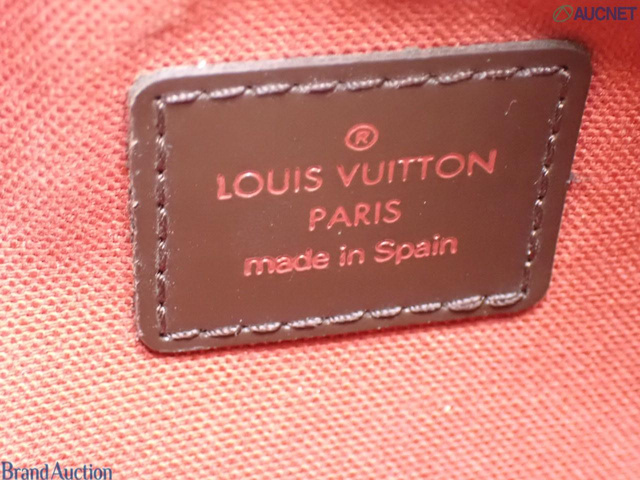 AUCNET
®
LOUIS VUITTON
PARIS
made in Spain
Brand Auction